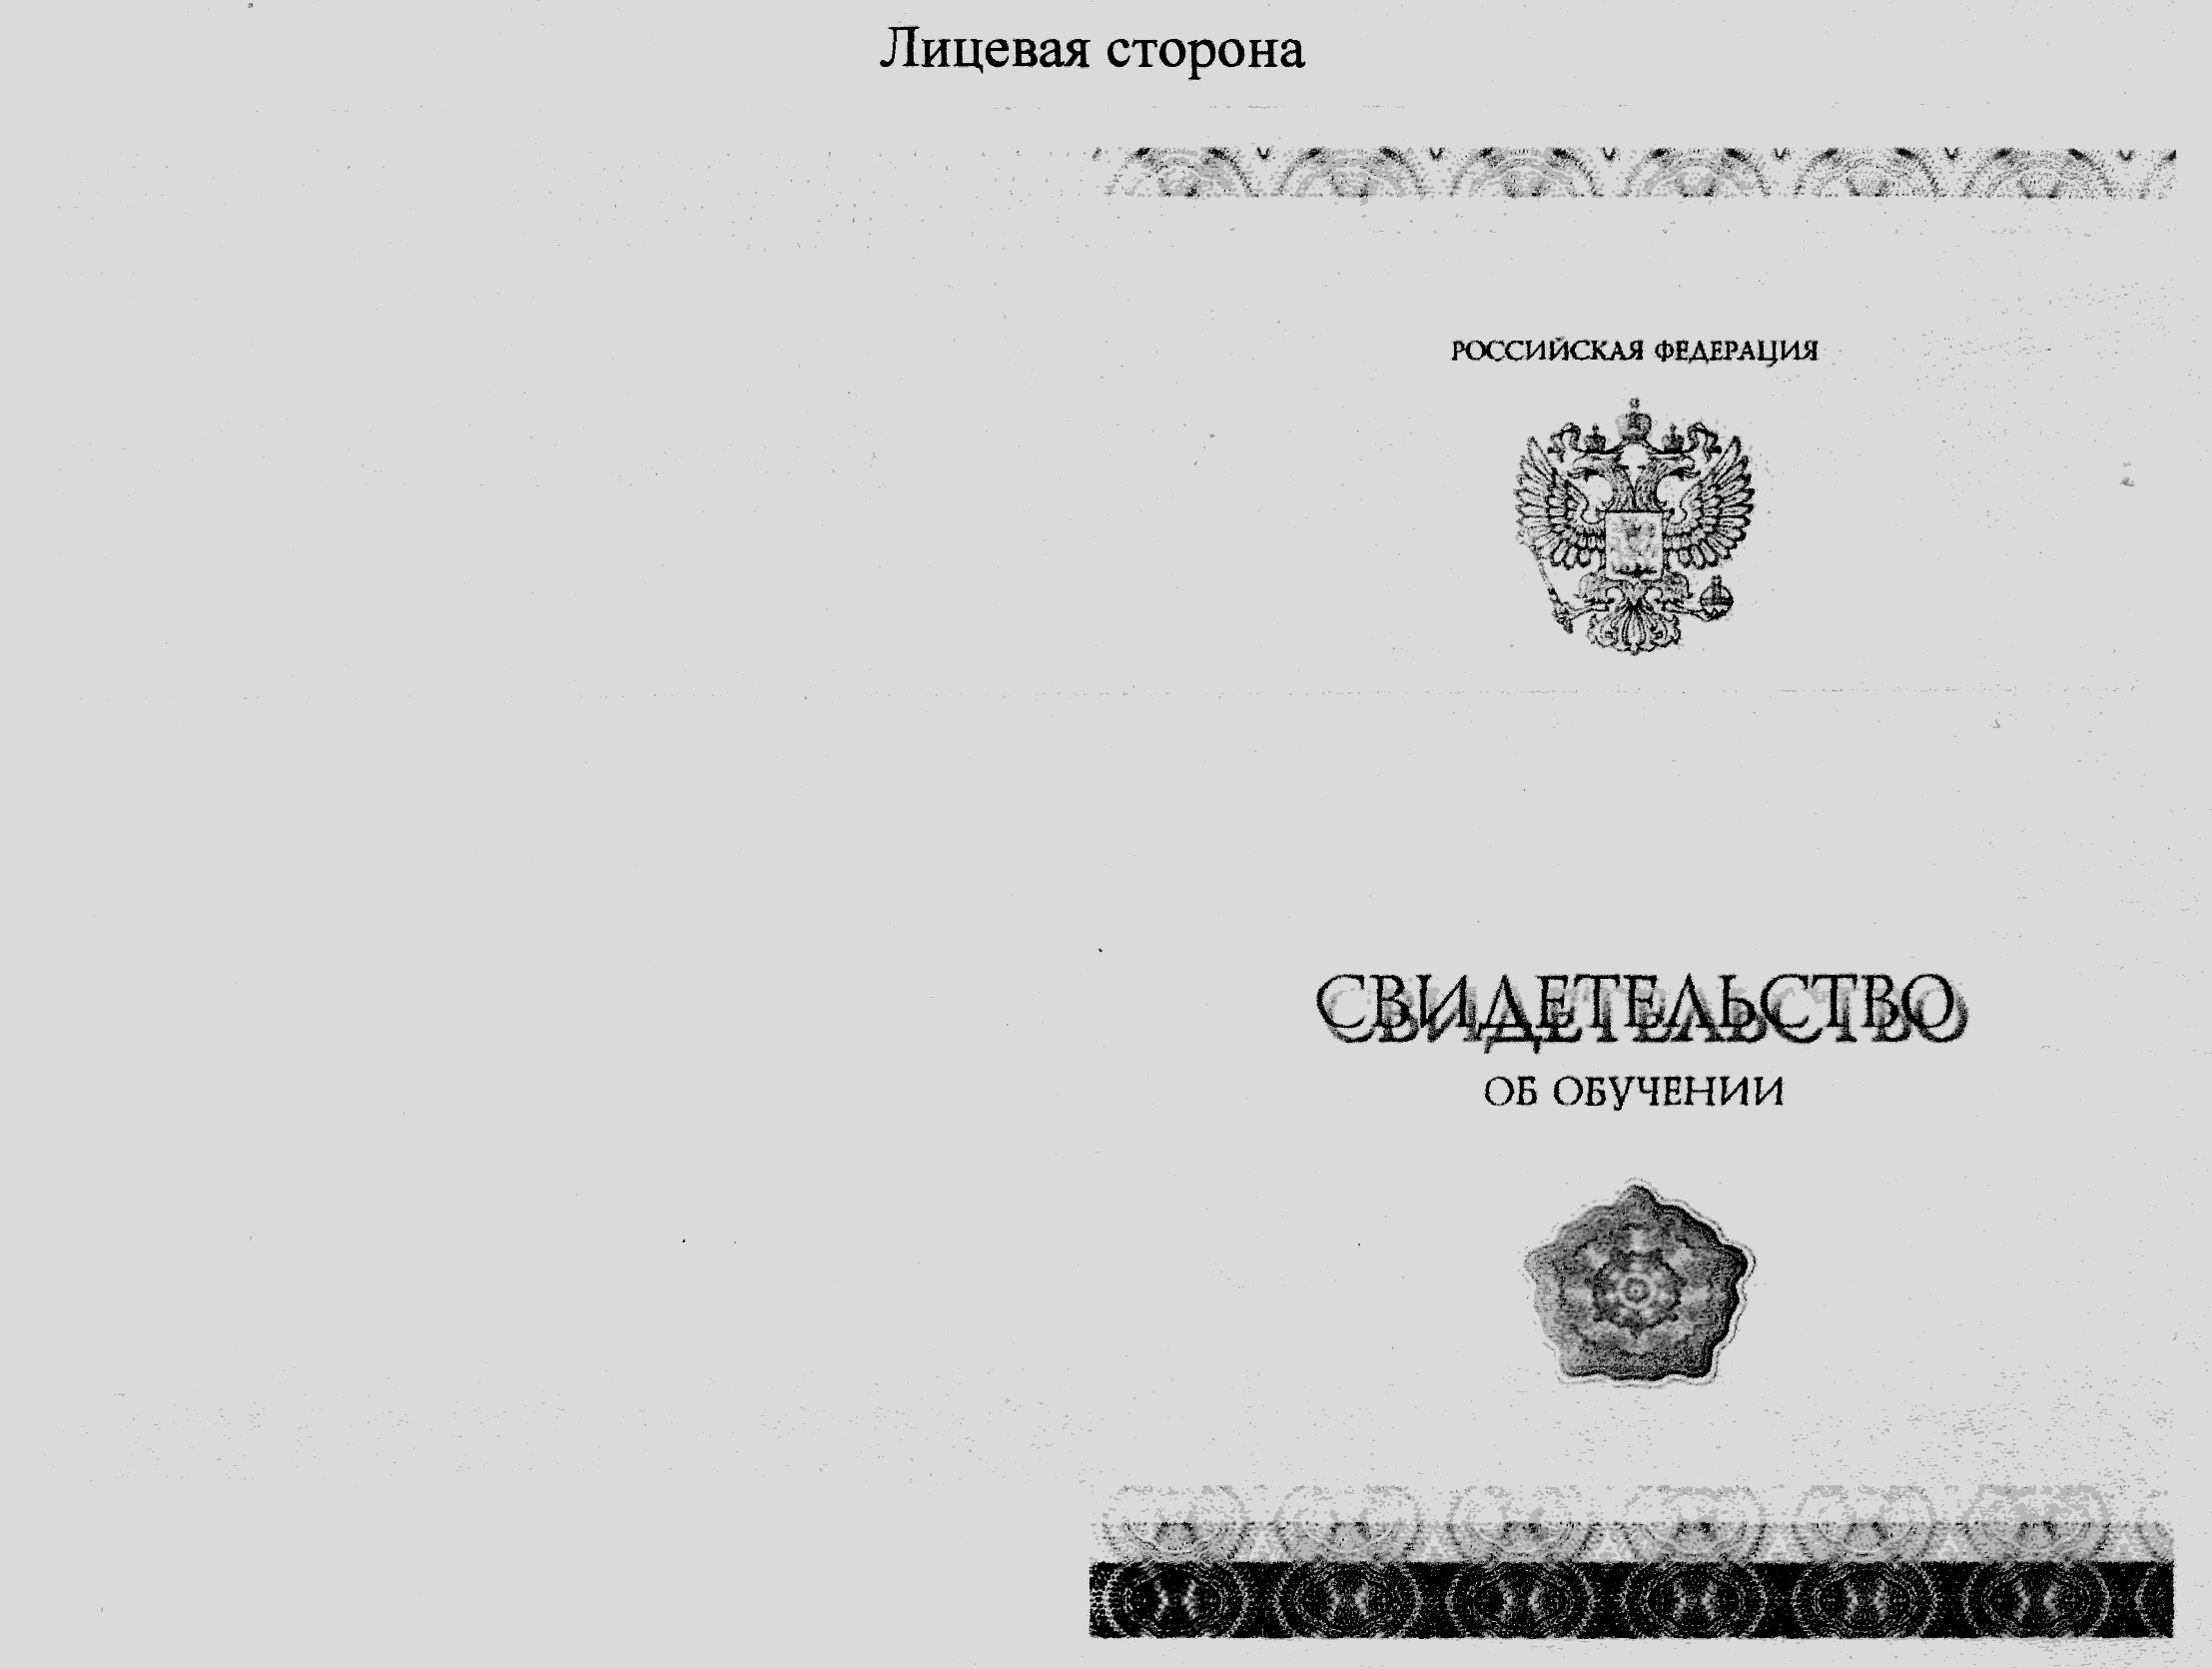 Лицевая сторона
РОССИЙСКАЯ ФЕДЕРАЦИЯ
СВИДЕТЕЛЬСТВО
ОБ ОБУЧЕНИИ